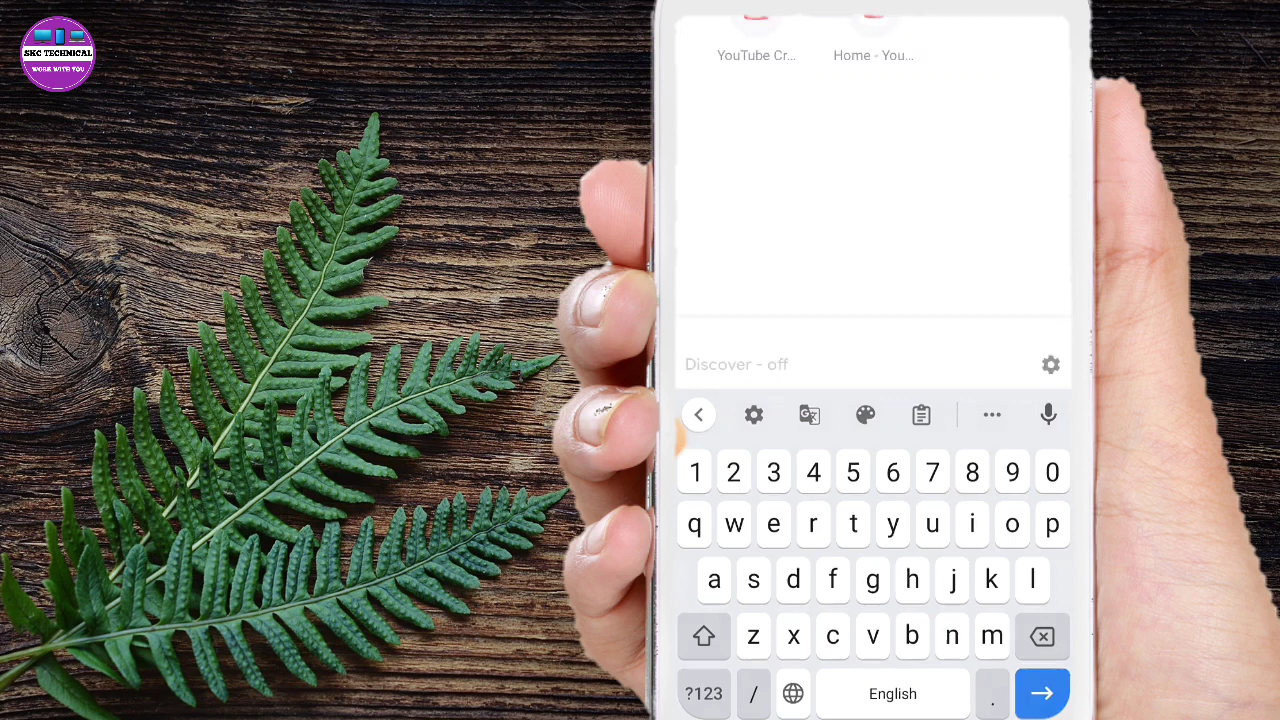 SKC TECHNICAL
WORK WITH YOU
YouTube Cr...
Home - You...
Discover - off
1 2 3 4 5 6 7 8 9 0
q w e r t y u i o p
a s d f g h j k l
z x c v b n m
?123 / English .